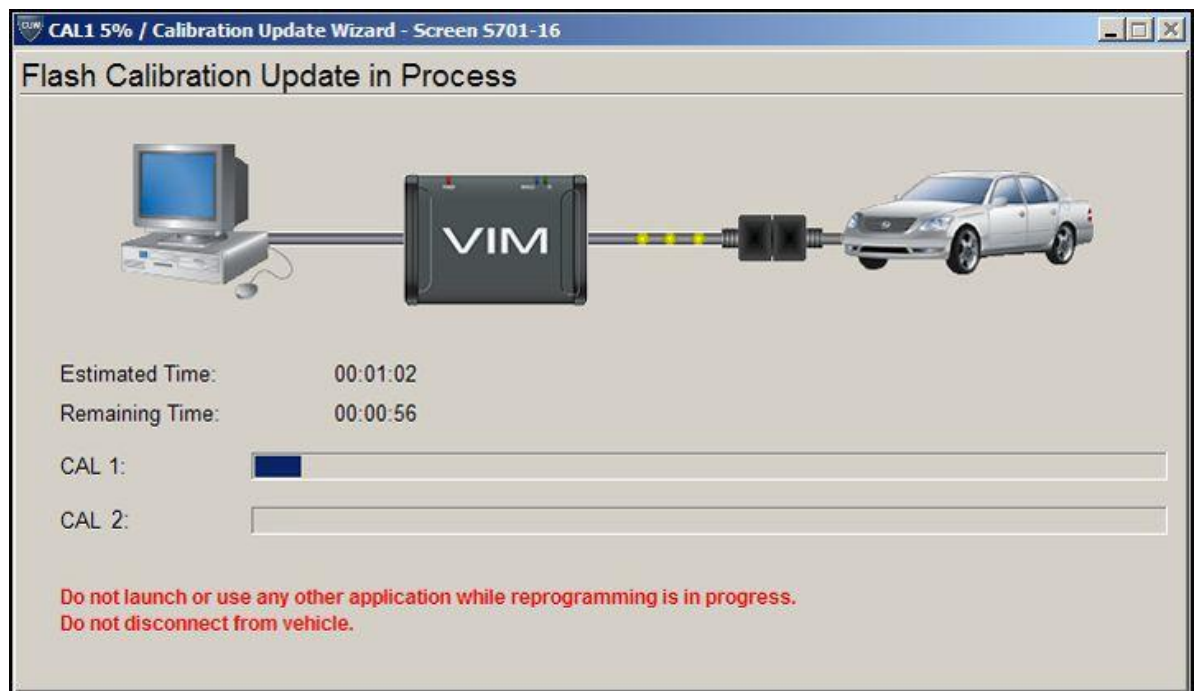 CUW CAL1 5% / Calibration Update Wizard - Screen S701-16
Flash Calibration Update in Process
VIM
Estimated Time: 00:01:02
Remaining Time: 00:00:56
CAL 1:
CAL 2:
Do not launch or use any other application while reprogramming is in progress.
Do not disconnect from vehicle.